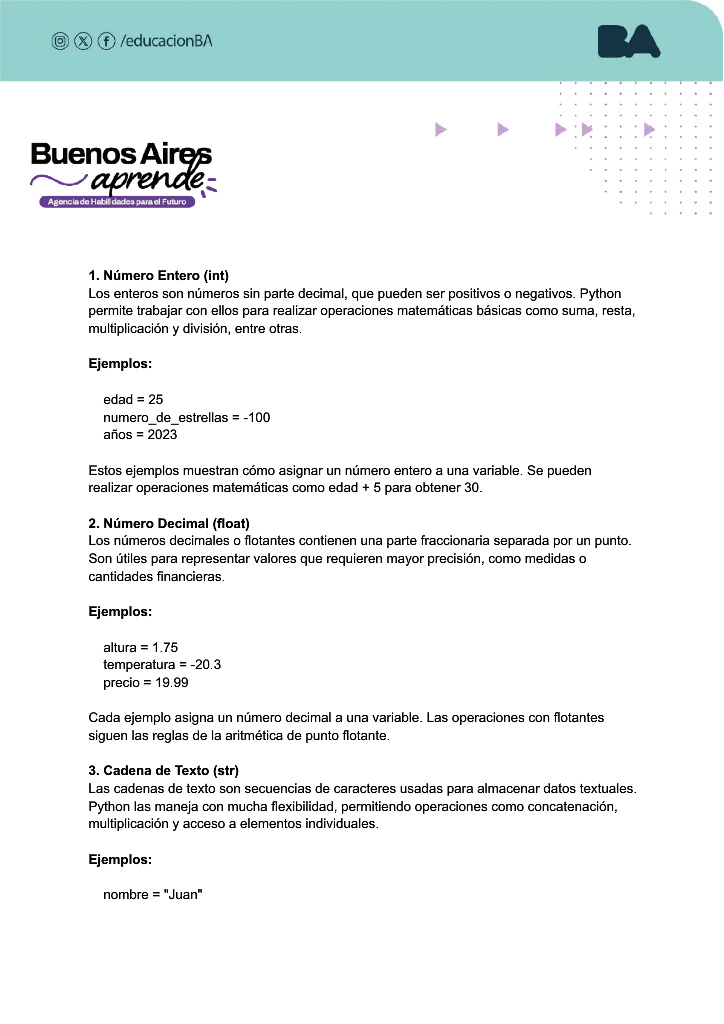 /educacionBA
BA
Buenos Aires
aprende
Agencia de Habilidades para el Futuro
1. Número Entero (int)
Los enteros son números sin parte decimal, que pueden ser positivos o negativos. Python
permite trabajar con ellos para realizar operaciones matemáticas básicas como suma, resta,
multiplicación y división, entre otras.
Ejemplos:
edad = 25
numero_de_estrellas = -100
años = 2023
Estos ejemplos muestran cómo asignar un número entero a una variable. Se pueden
realizar operaciones matemáticas como edad + 5 para obtener 30.
2. Número Decimal (float)
Los números decimales o flotantes contienen una parte fraccionaria separada por un punto.
Son útiles para representar valores que requieren mayor precisión, como medidas o
cantidades financieras.
Ejemplos:
altura = 1.75
temperatura = -20.3
precio = 19.99
Cada ejemplo asigna un número decimal a una variable. Las operaciones con flotantes
siguen las reglas de la aritmética de punto flotante.
3. Cadena de Texto (str)
Las cadenas de texto son secuencias de caracteres usadas para almacenar datos textuales.
Python las maneja con mucha flexibilidad, permitiendo operaciones como concatenación,
multiplicación y acceso a elementos individuales.
Ejemplos:
nombre = "Juan"